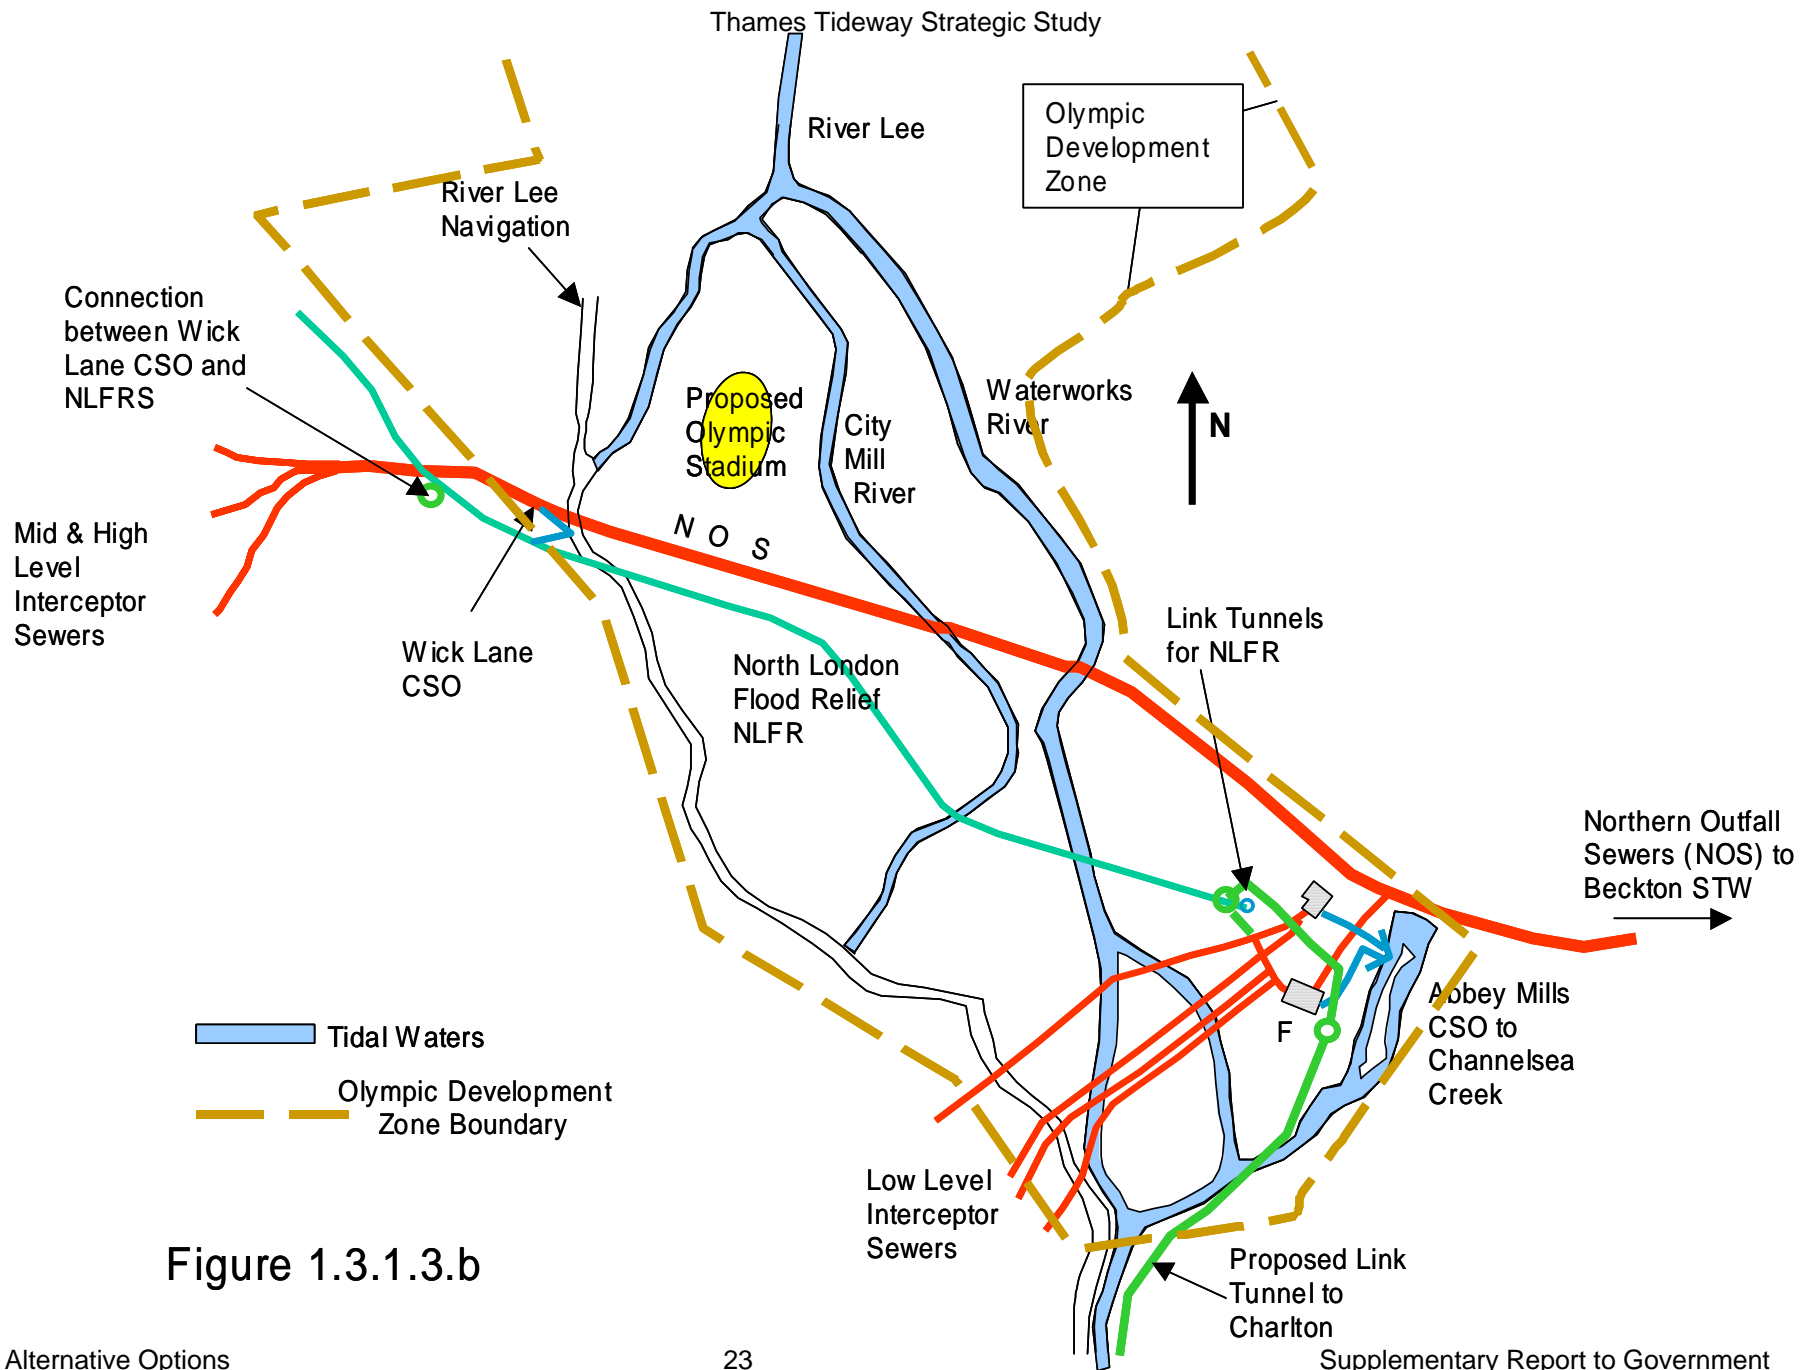 Thames Tideway Strategic Study
River Lee
Olympic
Development
Zone
River Lee
Navigation
Connection
between Wick
Lane CSO and
NLFRS
Proposed
Olympic
Stadium
City
Mill
River
Waterworks
River
N
N O S
Mid & High
Level
Interceptor
Sewers
Wick Lane
CSO
North London
Flood Relief
NLFR
Link Tunnels
for NLFR
Northern Outfall
Sewers (NOS) to
Beckton STW
Abbey Mills
CSO to
Channelsea
Creek
F
Tidal Waters
Olympic Development
Zone Boundary
Low Level
Interceptor
Sewers
Proposed Link
Tunnel to
Charlton
Figure 1.3.1.3.b
Alternative Options
23
Supplementary Report to Government